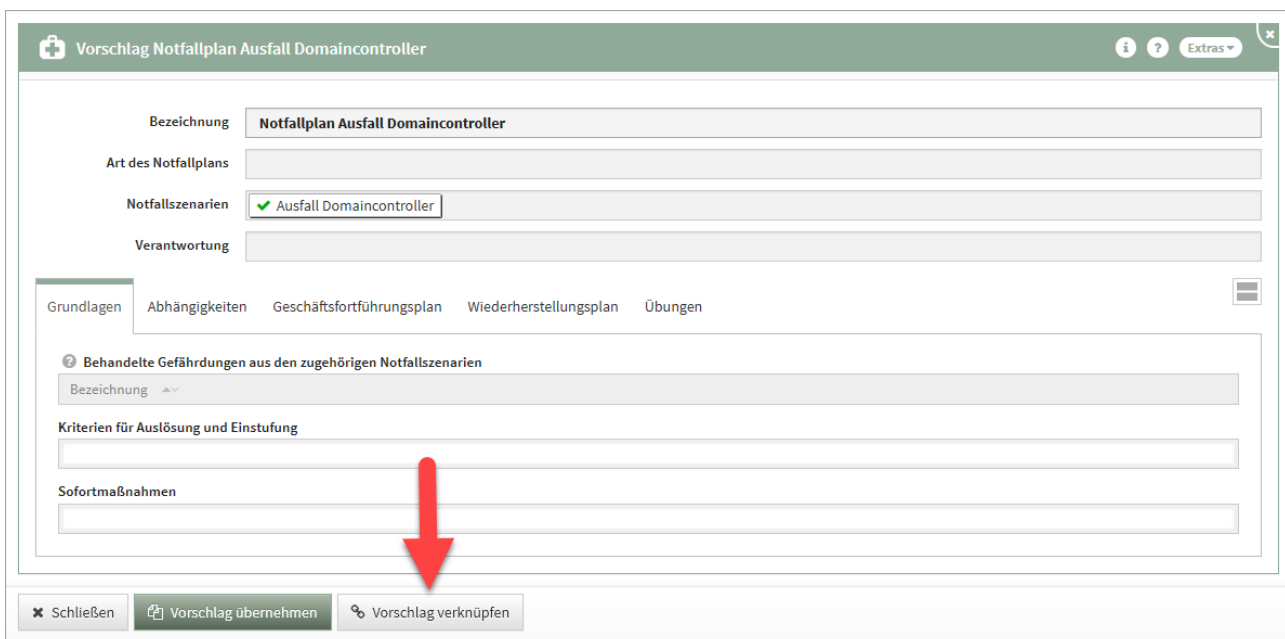 Vorschlag Notfallplan Ausfall Domaincontroller
Extras
Bezeichnung Notfallplan Ausfall Domaincontroller
Art des Notfallplans
Notfallszenarien Ausfall Domaincontroller
Verantwortung
Grundlagen Abhängigkeiten Geschäftsfortführungsplan Wiederherstellungsplan Übungen
Behandelte Gefährdungen aus den zugehörigen Notfallszenarien
Bezeichnung
Kriterien für Auslösung und Einstufung
Sofortmaßnahmen
Schließen Vorschlag übernehmen Vorschlag verknüpfen